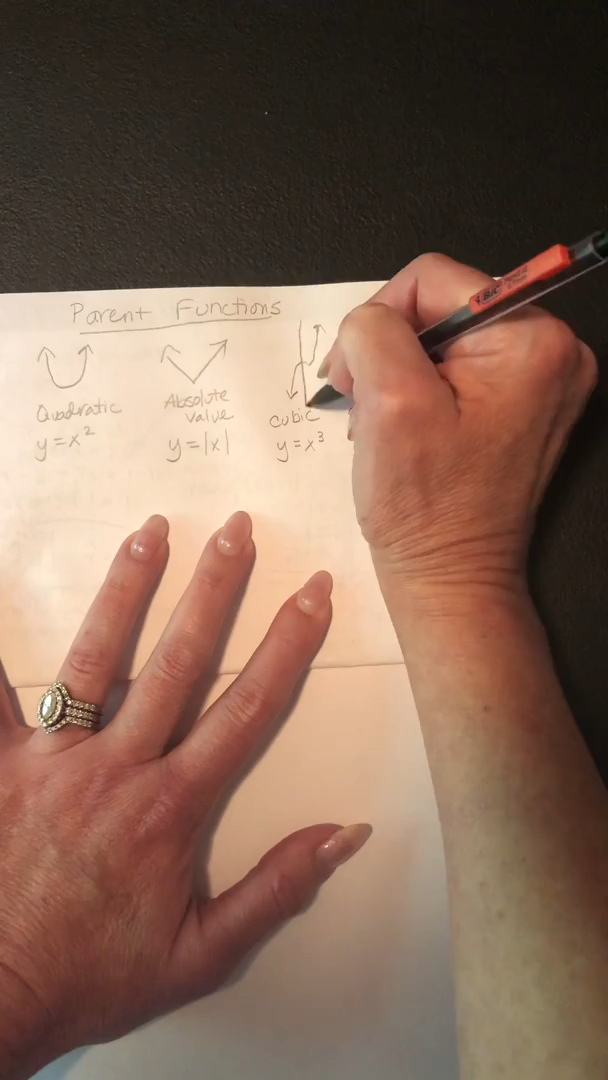 Parent Functions
Quadratic
y=x²
Absolute
value
y=|x|
cubic
y=x³
BIC